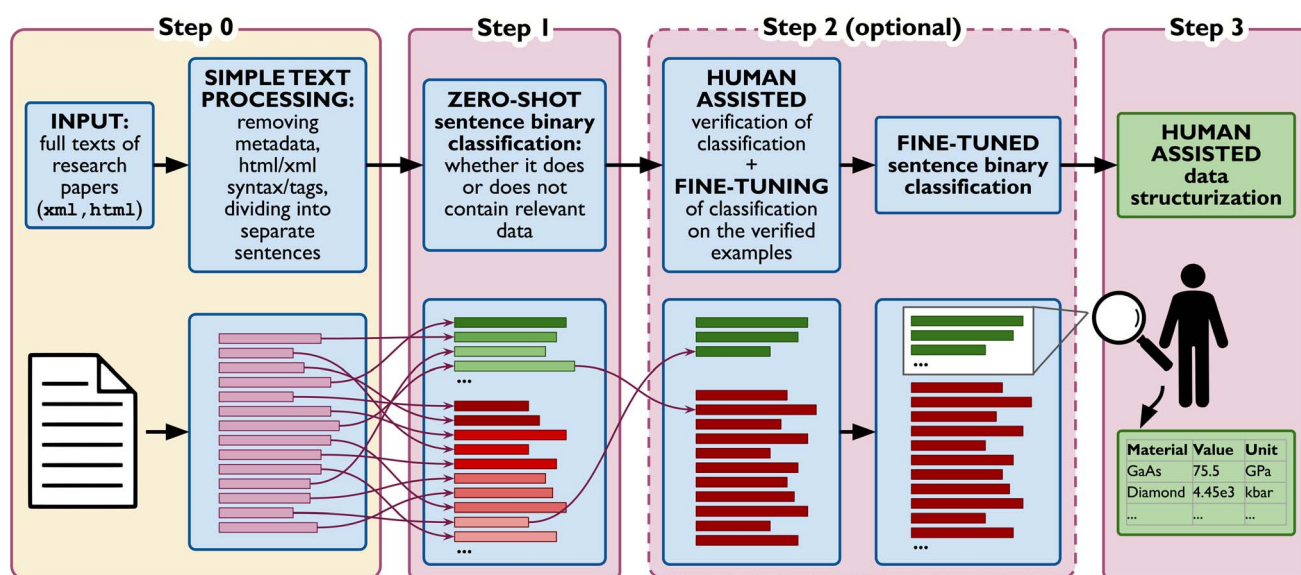 Step 0
Step 1
Step 2 (optional)
Step 3
INPUT:
full texts of
research
papers
(xml,html)
SIMPLE TEXT
PROCESSING:
removing
metadata,
html/xml
syntax/tags,
dividing into
separate
sentences
ZERO-SHOT
sentence binary
classification:
whether it does
or does not
contain relevant
data
HUMAN
ASSISTED
verification of
classification
+
FINE-TUNING
of classification
on the verified
examples
FINE-TUNED
sentence binary
classification
HUMAN
ASSISTED
data
structurization
...
...
...
...
Material Value Unit
GaAs 75.5 GPa
Diamond 4.45e3 kbar
... ... ...